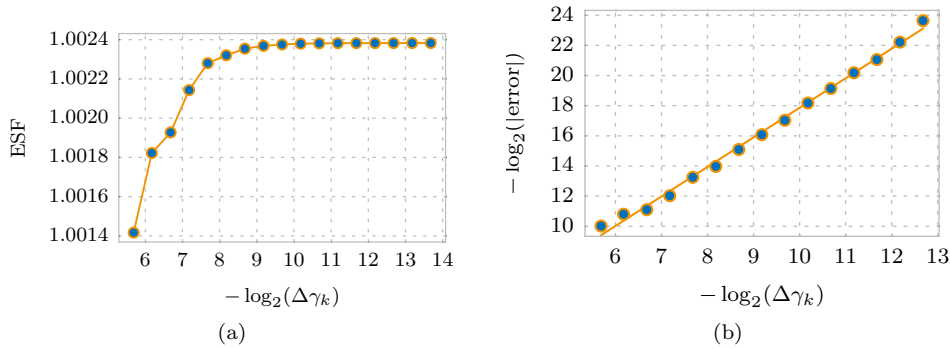 1.0024
1.0022
1.0020
1.0018
1.0016
1.0014
ESF
6 7 8 9 10 11 12 13 14
− log₂(Δγₖ)
(a)
24
22
20
18
16
14
12
10
− log₂(|error|)
6 7 8 9 10 11 12 13
− log₂(Δγₖ)
(b)